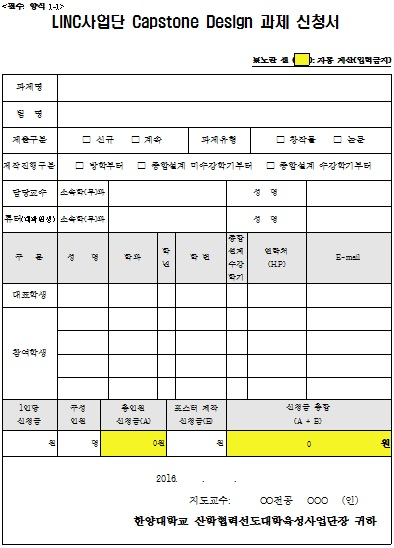 <필수: 양식 1-1>
LINC사업단 Capstone Design 과제 신청서
※노란 셀 ( ): 자동 계산(입력금지)
과제명
팀 명
제출구분 □ 신규 □ 계속 과제유형 □ 창작물 □ 논문
제작진행구분 □ 방학부터 □ 종합설계 미수강학기부터 □ 종합설계 수강학기부터
담당교수 소속학(부)과 성 명
튜터(대학원생) 소속학(부)과 성 명
구 분 성 명 학과 학년 학 번 종합설계수강학기 연락처(HP) E-mail
대표학생
참여학생
1인당 신청금 구성 인원 총인원 신청금(A) 포스터 제작 신청금(B) 신청금 총합 (A + B)
원 명 0원 원 0 원
2016. . .
지도교수: OO전공 OOO (인)
한양대학교 산학협력선도대학육성사업단장 귀하